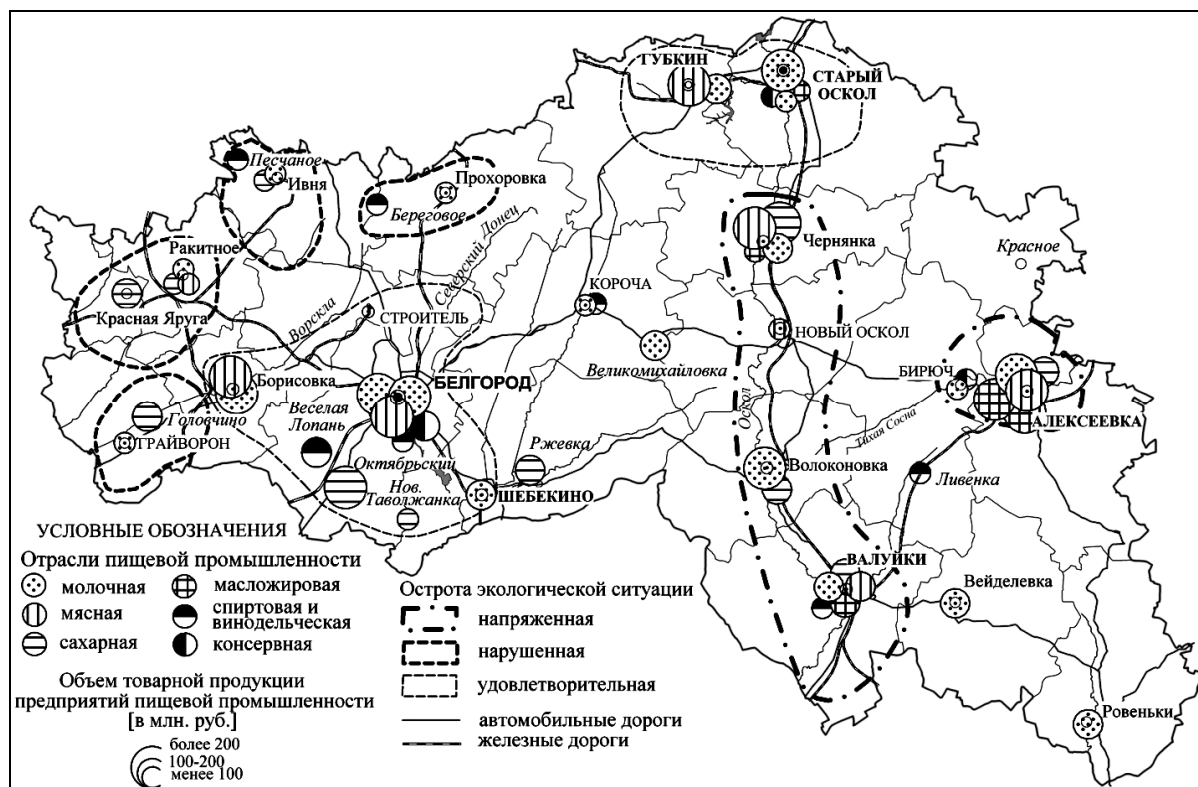 ГУБКИН
СТАРЫЙ
ОСКОЛ
Песчаное
Ивня
Прохоровка
Береговое
Северский Донец
Чернянка
Красное
Ракитное
Красная Яруга
Ворскла
СТРОИТЕЛЬ
КОРОЧА
НОВЫЙ ОСКОЛ
Великомихайловка
Борисовка
БЕЛГОРОД
БИРЮЧ
Головчино
Веселая
Лопань
Оскол
Тихая Сосна
АЛЕКСЕЕВКА
ГРАЙВОРОН
Октябрьский
Ржевка
Волоконовка
Ливенка
Нов.
Таволжанка
ШЕБЕКИНО
ВАЛУЙКИ
Вейделевка
Ровеньки
УСЛОВНЫЕ ОБОЗНАЧЕНИЯ
Отрасли пищевой промышленности
молочная
масложировая
мясная
спиртовая и
винодельческая
сахарная
консервная
Объем товарной продукции
предприятий пищевой промышленности
[в млн. руб.]
более 200
100-200
менее 100
Острота экологической ситуации
напряженная
нарушенная
удовлетворительная
автомобильные дороги
железные дороги